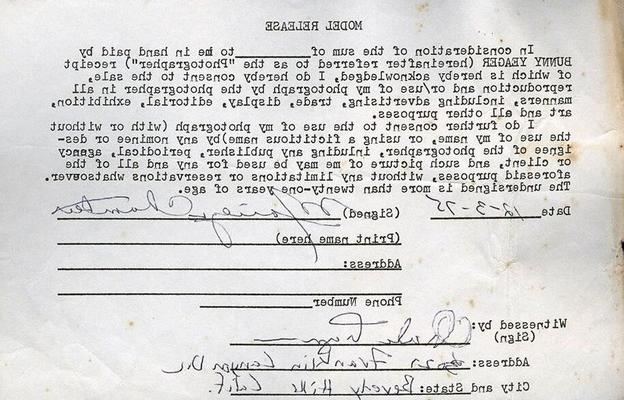 MODEL RELEASE
In consideration of the sum of to me in hand paid by
BUNNY YEAGER (hereinafter referred to as the "Photographer") receipt
of which is hereby acknowledged, I do hereby consent to the sale,
reproduction and/or use of my photograph by the photographer in all
manners, including advertising, trade, display, editorial, exhibition,
art and all other purposes.
I do further consent to the use of my photograph (with or without
the use of my name, or using a fictitious name) by any nominee or des-
ignee of the photographer, inluding any publisher, periodical, agency
or client, and such picture of me may be used for any and all of the
aforesaid purposes, without any limitations or reservations whatsoever.
The undersigned is more than twenty-one years of age.
Date 12-3-75 (Signed) Marilyn Chambers
(Print name here)
Address:
Phone Number
Witnessed by:
(Sign)
Address: Franklin Canyon Dr.
City and State: Beverly Hills Calif.